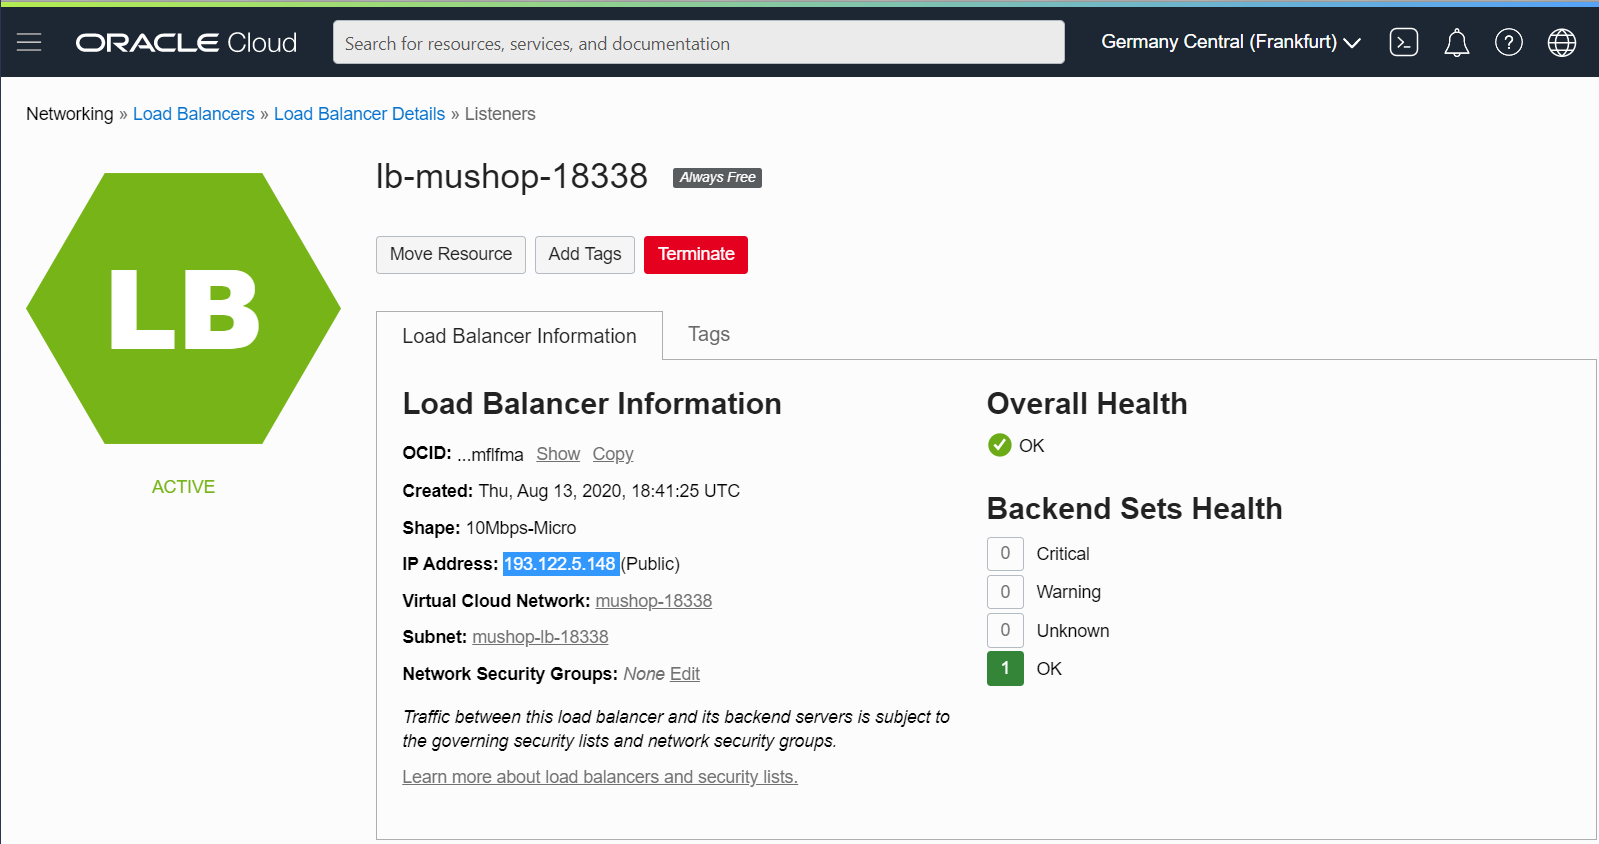 ORACLE Cloud
Search for resources, services, and documentation
Germany Central (Frankfurt)
Networking » Load Balancers » Load Balancer Details » Listeners
LB
ACTIVE
lb-mushop-18338 Always Free
Move Resource Add Tags Terminate
Load Balancer Information Tags
Load Balancer Information
OCID: ...mflfma Show Copy
Created: Thu, Aug 13, 2020, 18:41:25 UTC
Shape: 10Mbps-Micro
IP Address: 193.122.5.148 (Public)
Virtual Cloud Network: mushop-18338
Subnet: mushop-lb-18338
Network Security Groups: None Edit
Traffic between this load balancer and its backend servers is subject to
the governing security lists and network security groups.
Learn more about load balancers and security lists.
Overall Health
OK
Backend Sets Health
0 Critical
0 Warning
0 Unknown
1 OK